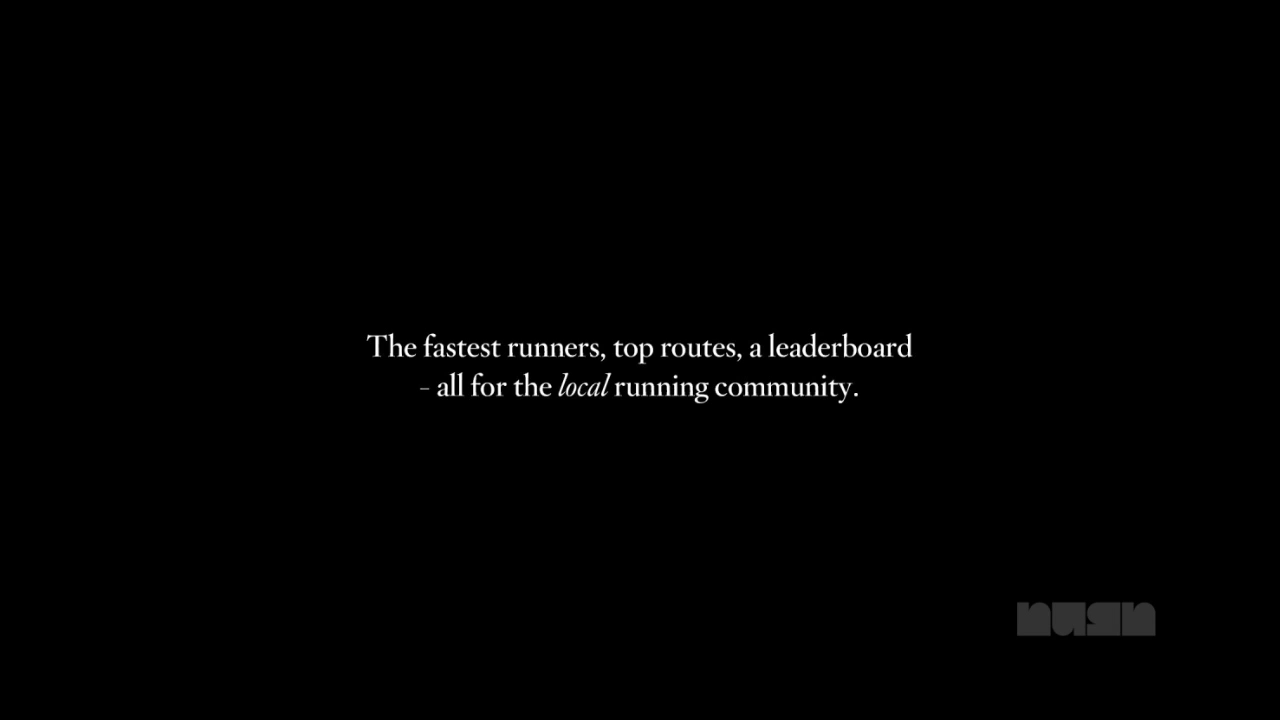 The fastest runners, top routes, a leaderboard
- all for the local running community.